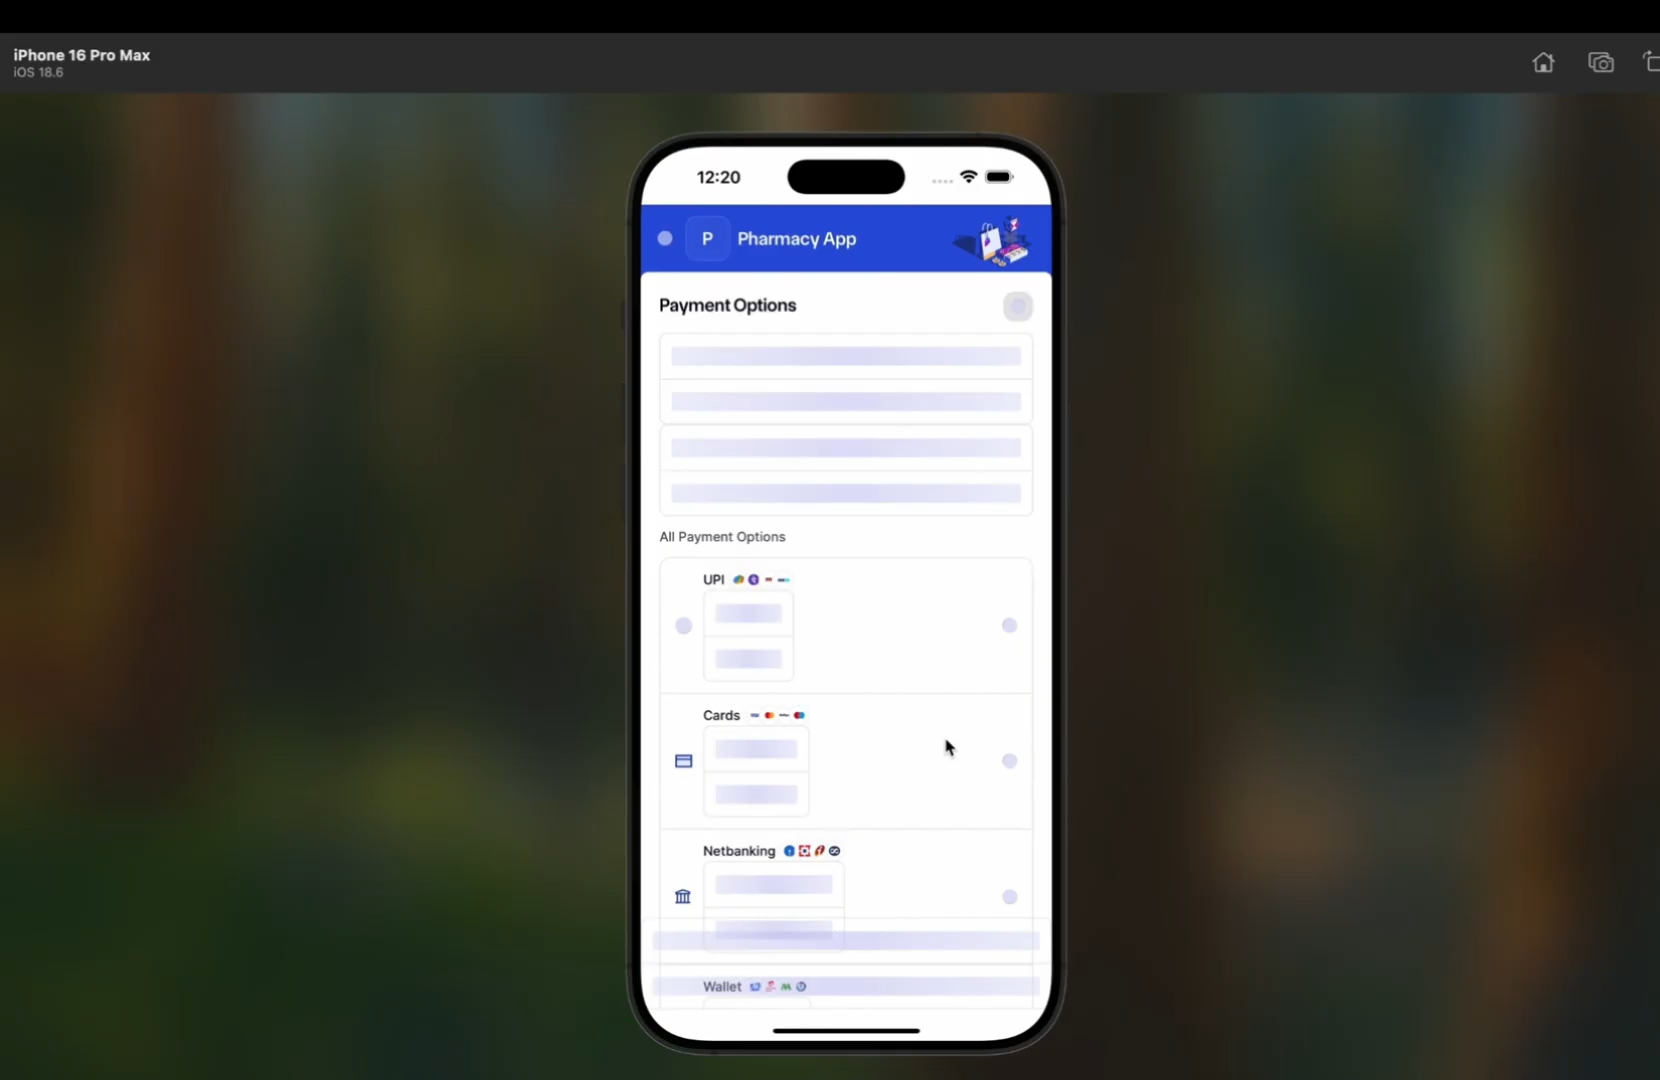 iPhone 16 Pro Max
iOS 18.6
12:20
P Pharmacy App
Payment Options
All Payment Options
UPI
Cards
Netbanking
Wallet